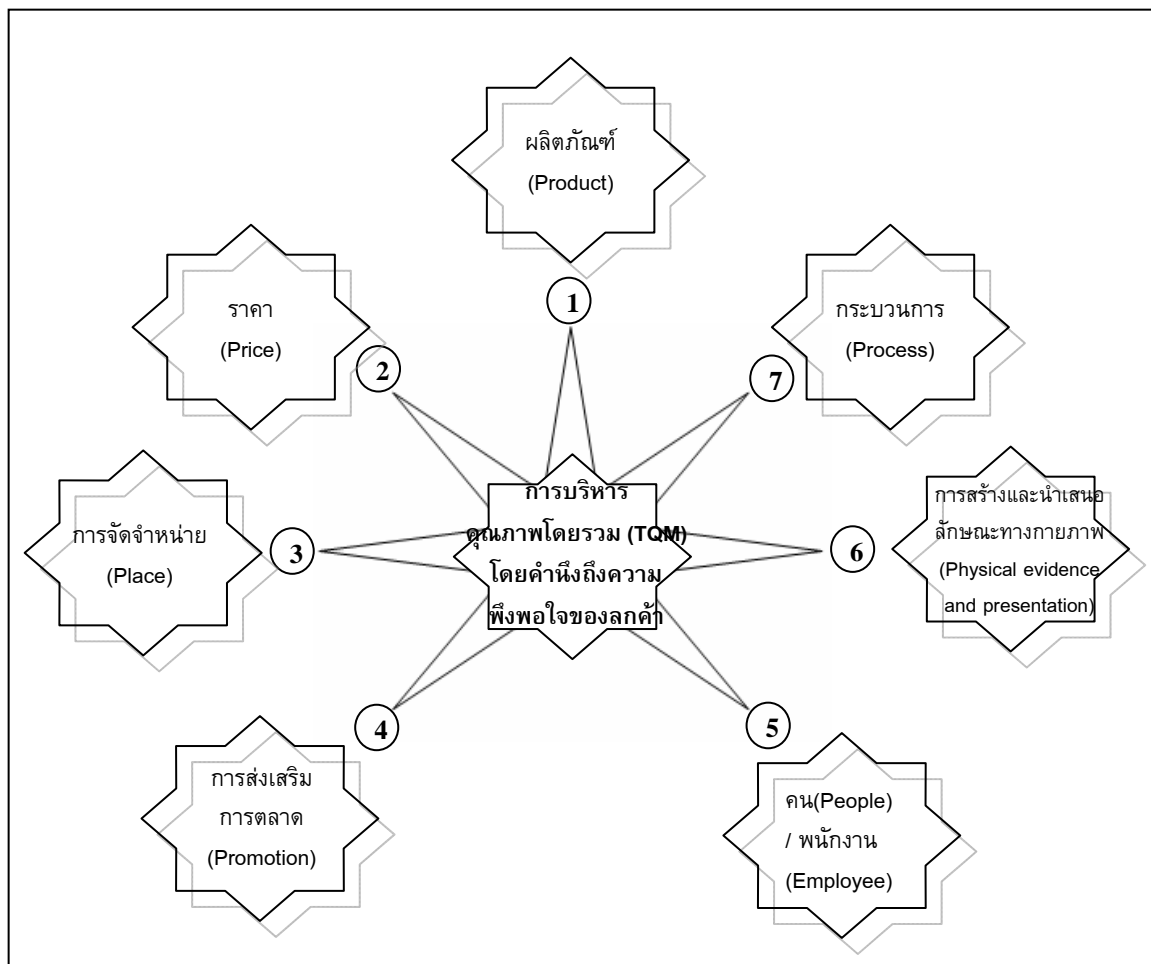 ผลิตภัณฑ์
(Product)
1
ราคา
(Price)
2
กระบวนการ
(Process)
7
การบริหาร
คุณภาพโดยรวม (TQM)
โดยคำนึงถึงความ
พึงพอใจของลกค้า
การจัดจำหน่าย
(Place)
3
การสร้างและนำเสนอ
ลักษณะทางกายภาพ
(Physical evidence
and presentation)
6
4
การส่งเสริม
การตลาด
(Promotion)
5
คน(People)
/ พนักงาน
(Employee)